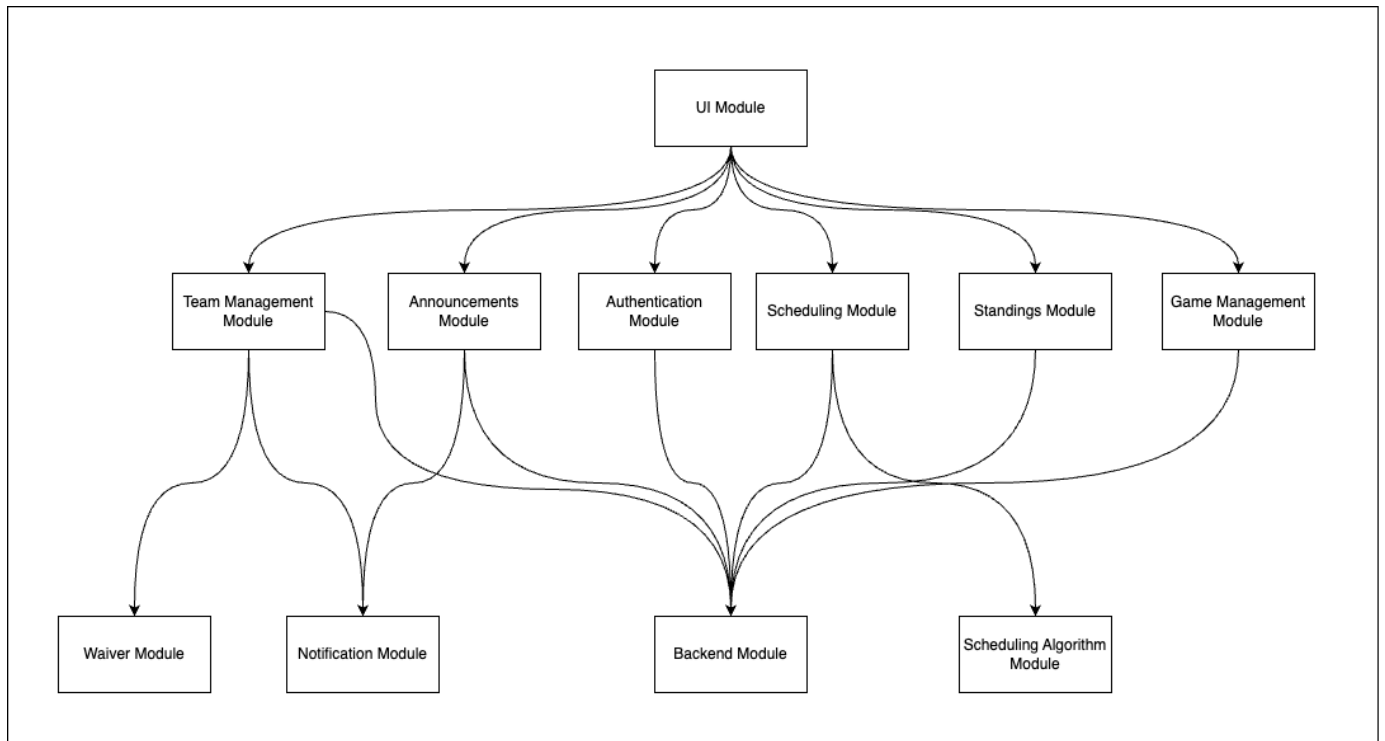 UI Module
Team Management
Module
Announcements
Module
Authentication
Module
Scheduling Module
Standings Module
Game Management
Module
Waiver Module
Notification Module
Backend Module
Scheduling Algorithm
Module